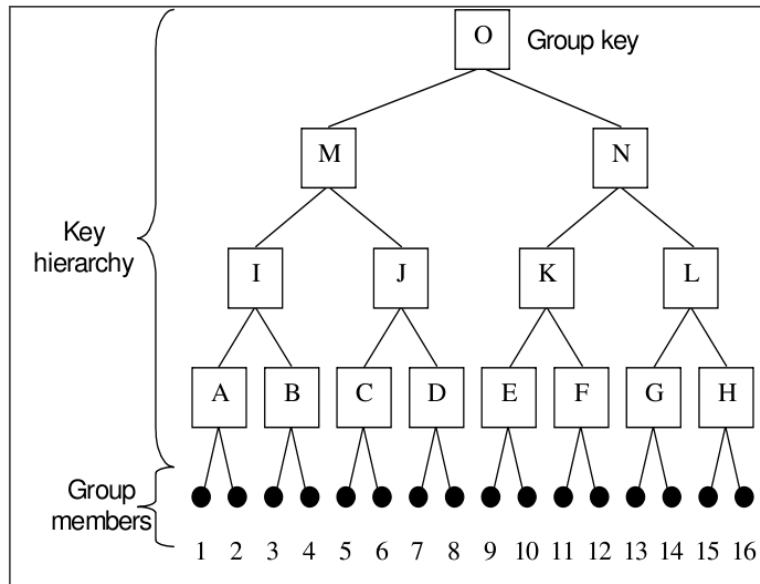 O Group key
M N
Key
hierarchy
I J K L
A B C D E F G H
Group
members
1 2 3 4 5 6 7 8 9 10 11 12 13 14 15 16